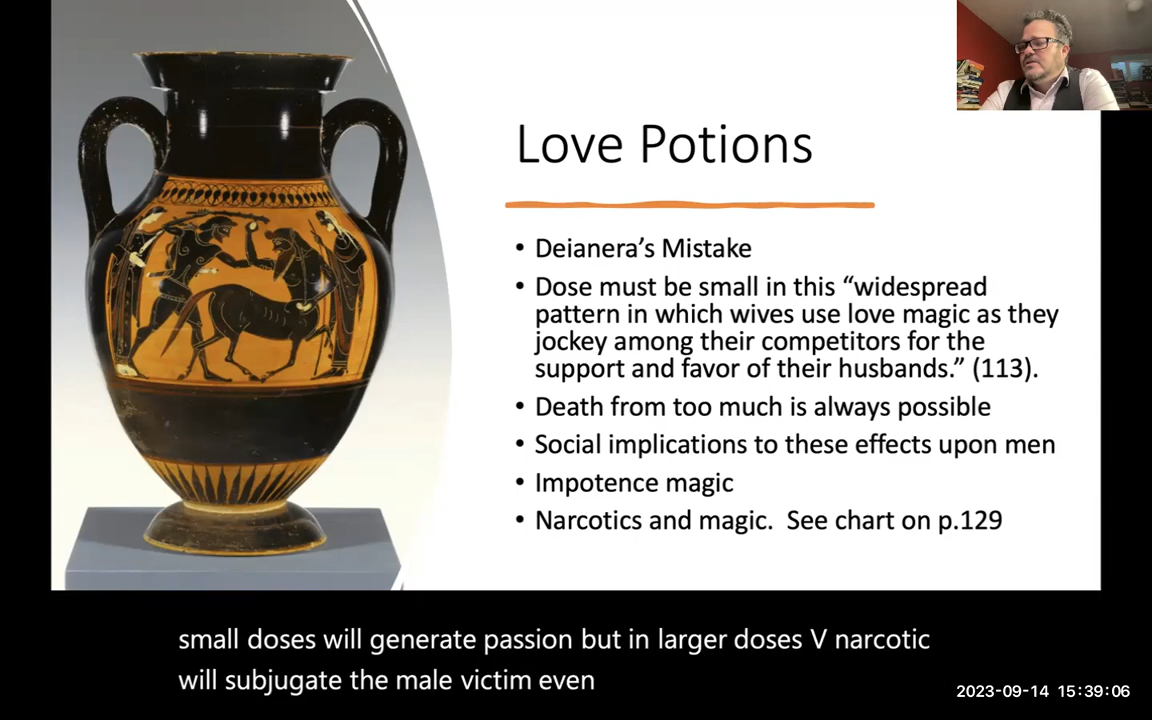 Love Potions
• Deianera’s Mistake
• Dose must be small in this “widespread
pattern in which wives use love magic as they
jockey among their competitors for the
support and favor of their husbands.” (113).
• Death from too much is always possible
• Social implications to these effects upon men
• Impotence magic
• Narcotics and magic.  See chart on p.129
small doses will generate passion but in larger doses V narcotic
will subjugate the male victim even
2023-09-14 15:39:06